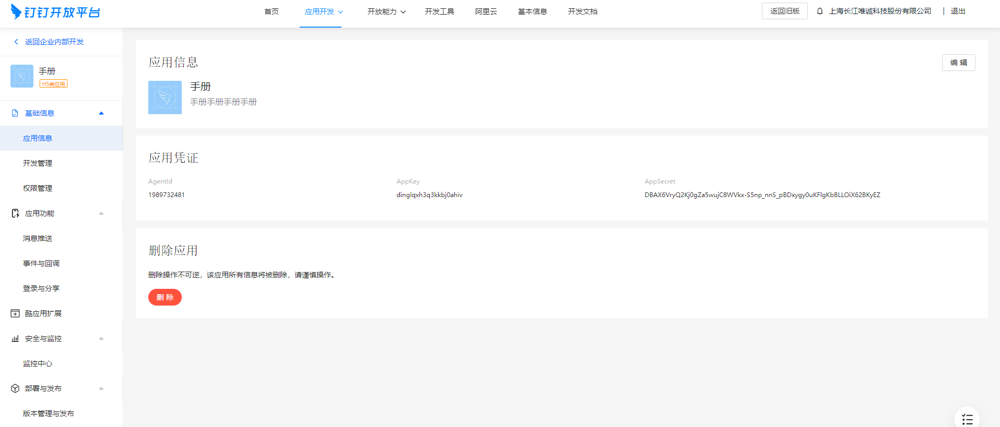 钉钉开放平台
首页 应用开发 开放能力 开发工具 阿里云 基本信息 开发文档
返回旧版 上海长江唯诚科技股份有限公司 | 退出
返回企业内部开发
手册
H5微应用
基础信息
应用信息
开发管理
权限管理
应用功能
消息推送
事件与回调
登录与分享
酷应用扩展
安全与监控
监控中心
部署与发布
版本管理与发布
应用信息
编 辑
手册
手册手册手册手册
应用凭证
AgentId AppKey AppSecret
1989732481 dinglqxh3q3kkbj0ahiv DBAX6VryQ2Kj0gZa5wujC8WVkx-S5np_nnS_pBDxygy0uKFlgKbBLLOiX62BKyEZ
删除应用
删除操作不可逆，该应用所有信息将被删除，请谨慎操作。
删 除